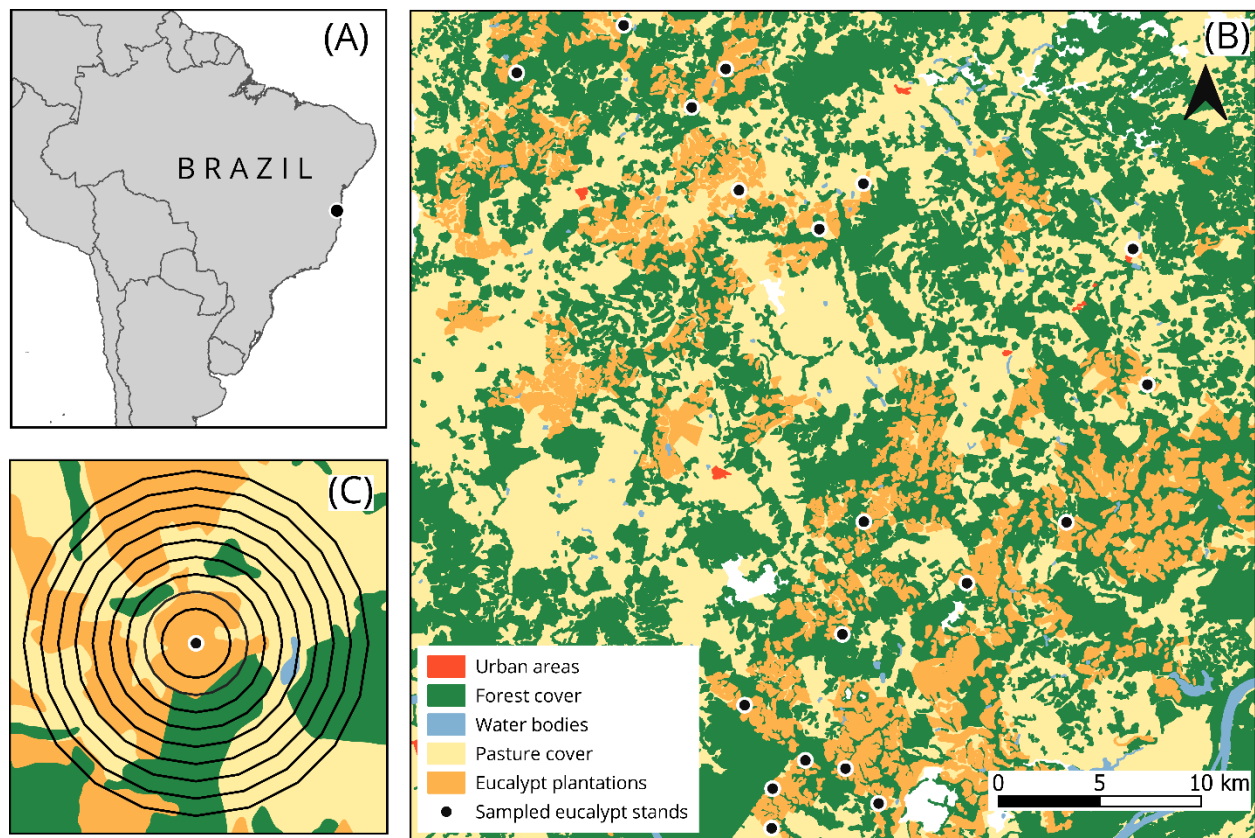 (A)
BRAZIL
(B)
(C)
Urban areas
Forest cover
Water bodies
Pasture cover
Eucalypt plantations
Sampled eucalypt stands
0 5 10 km